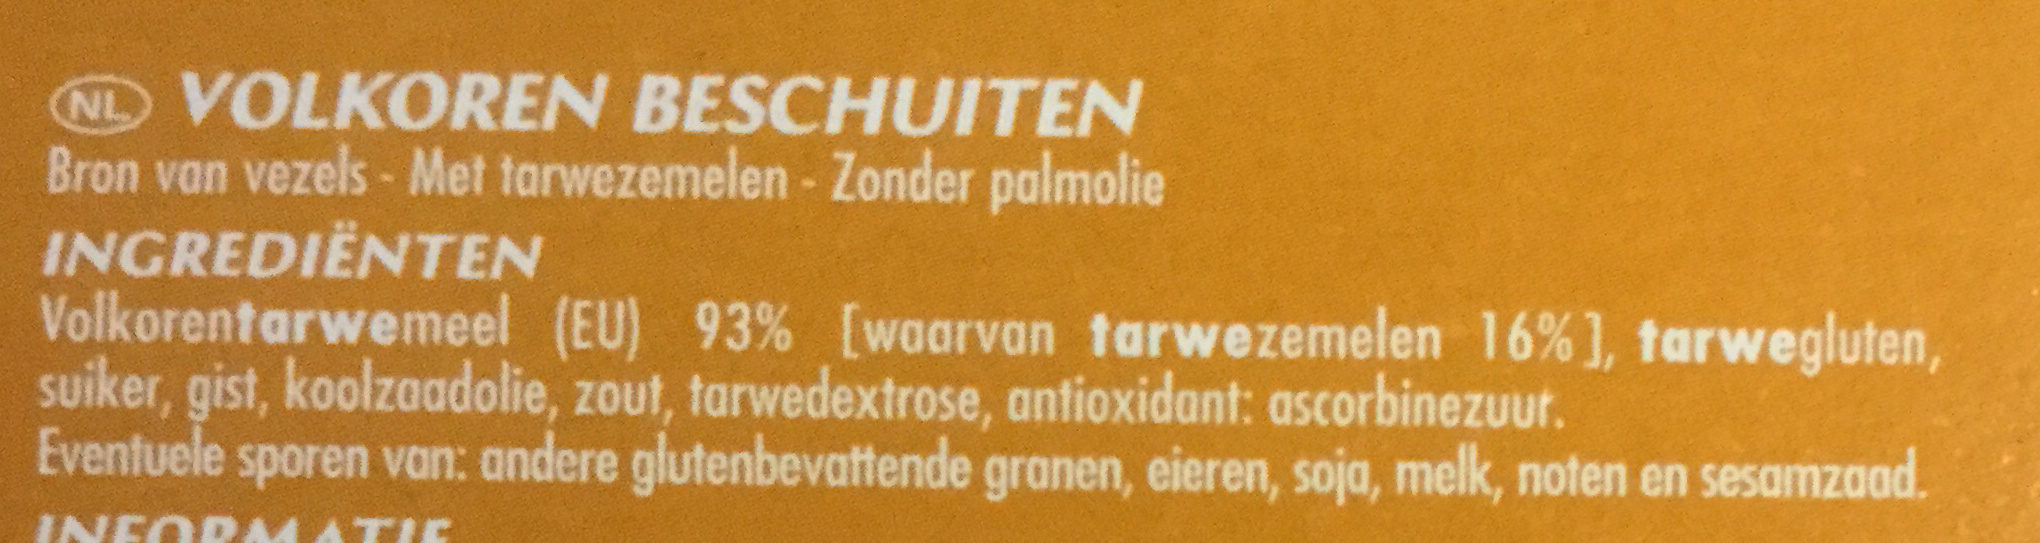 NL VOLKOREN BESCHUITEN
Bron van vezels - Met tarwezemelen - Zonder palmolie
INGREDIËNTEN
Volkorentarwemeel (EU) 93% [waarvan tarwezemelen 16%], tarwegluten,
suiker, gist, koolzaadolie, zout, tarwedextrose, antioxidant: ascorbinezuur.
Eventuele sporen van: andere glutenbevattende granen, eieren, soja, melk, noten en sesamzaad.
INFORMATIE